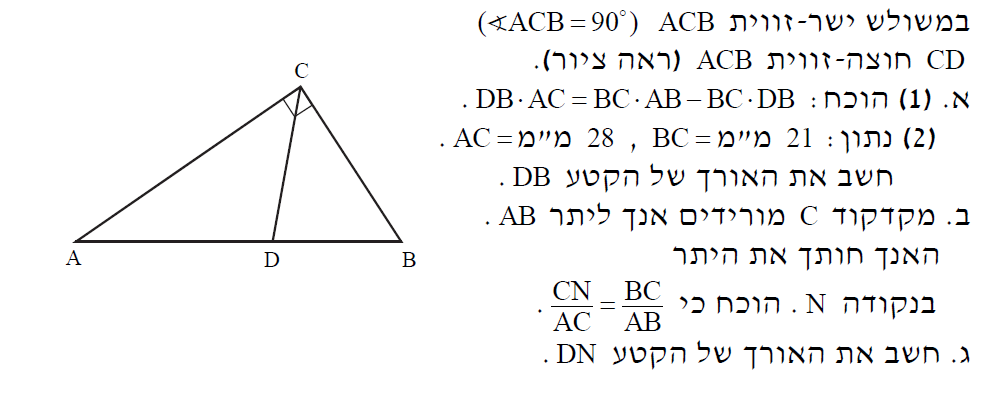 במשולש ישר-זווית ACB (∢ACB = 90°)
CD חוצה-זווית ACB (ראה ציור).
א. (1) הוכח: DB · AC = BC · AB – BC · DB .
(2) נתון: 21 מ״מ = BC , 28 מ״מ = AC .
חשב את האורך של הקטע DB .
ב. מקדקוד C מורידים אנך ליתר AB .
האנך חותך את היתר
בנקודה N . הוכח כי CN/AC = BC/AB .
ג. חשב את האורך של הקטע DN .
C
A
D
B